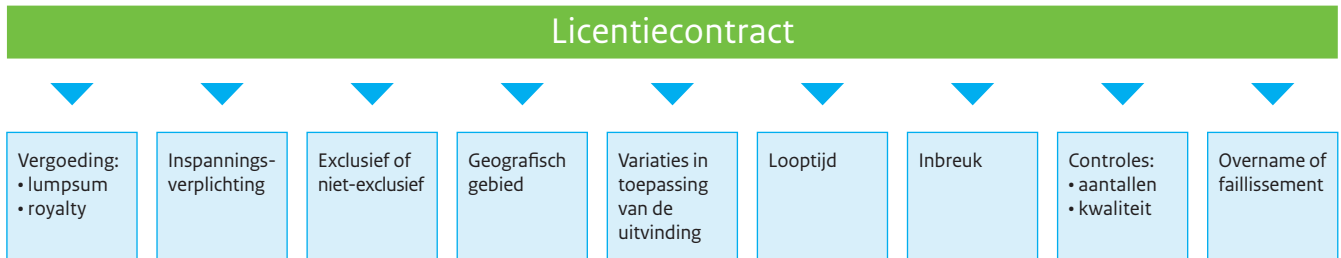 Licentiecontract
Vergoeding:
• lumpsum
• royalty
Inspannings-
verplichting
Exclusief of
niet-exclusief
Geografisch
gebied
Variaties in
toepassing
van de
uitvinding
Looptijd
Inbreuk
Controles:
• aantallen
• kwaliteit
Overname of
faillissement